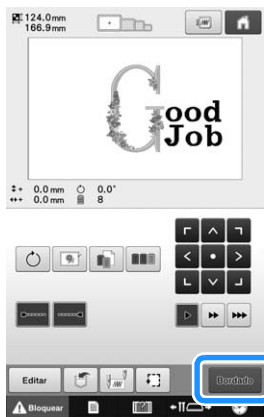 124.0mm
166.9mm
Good
Job
+ 0.0mm 0.0°
+ 0.0mm 8
Editar
Bordado
Bloquear